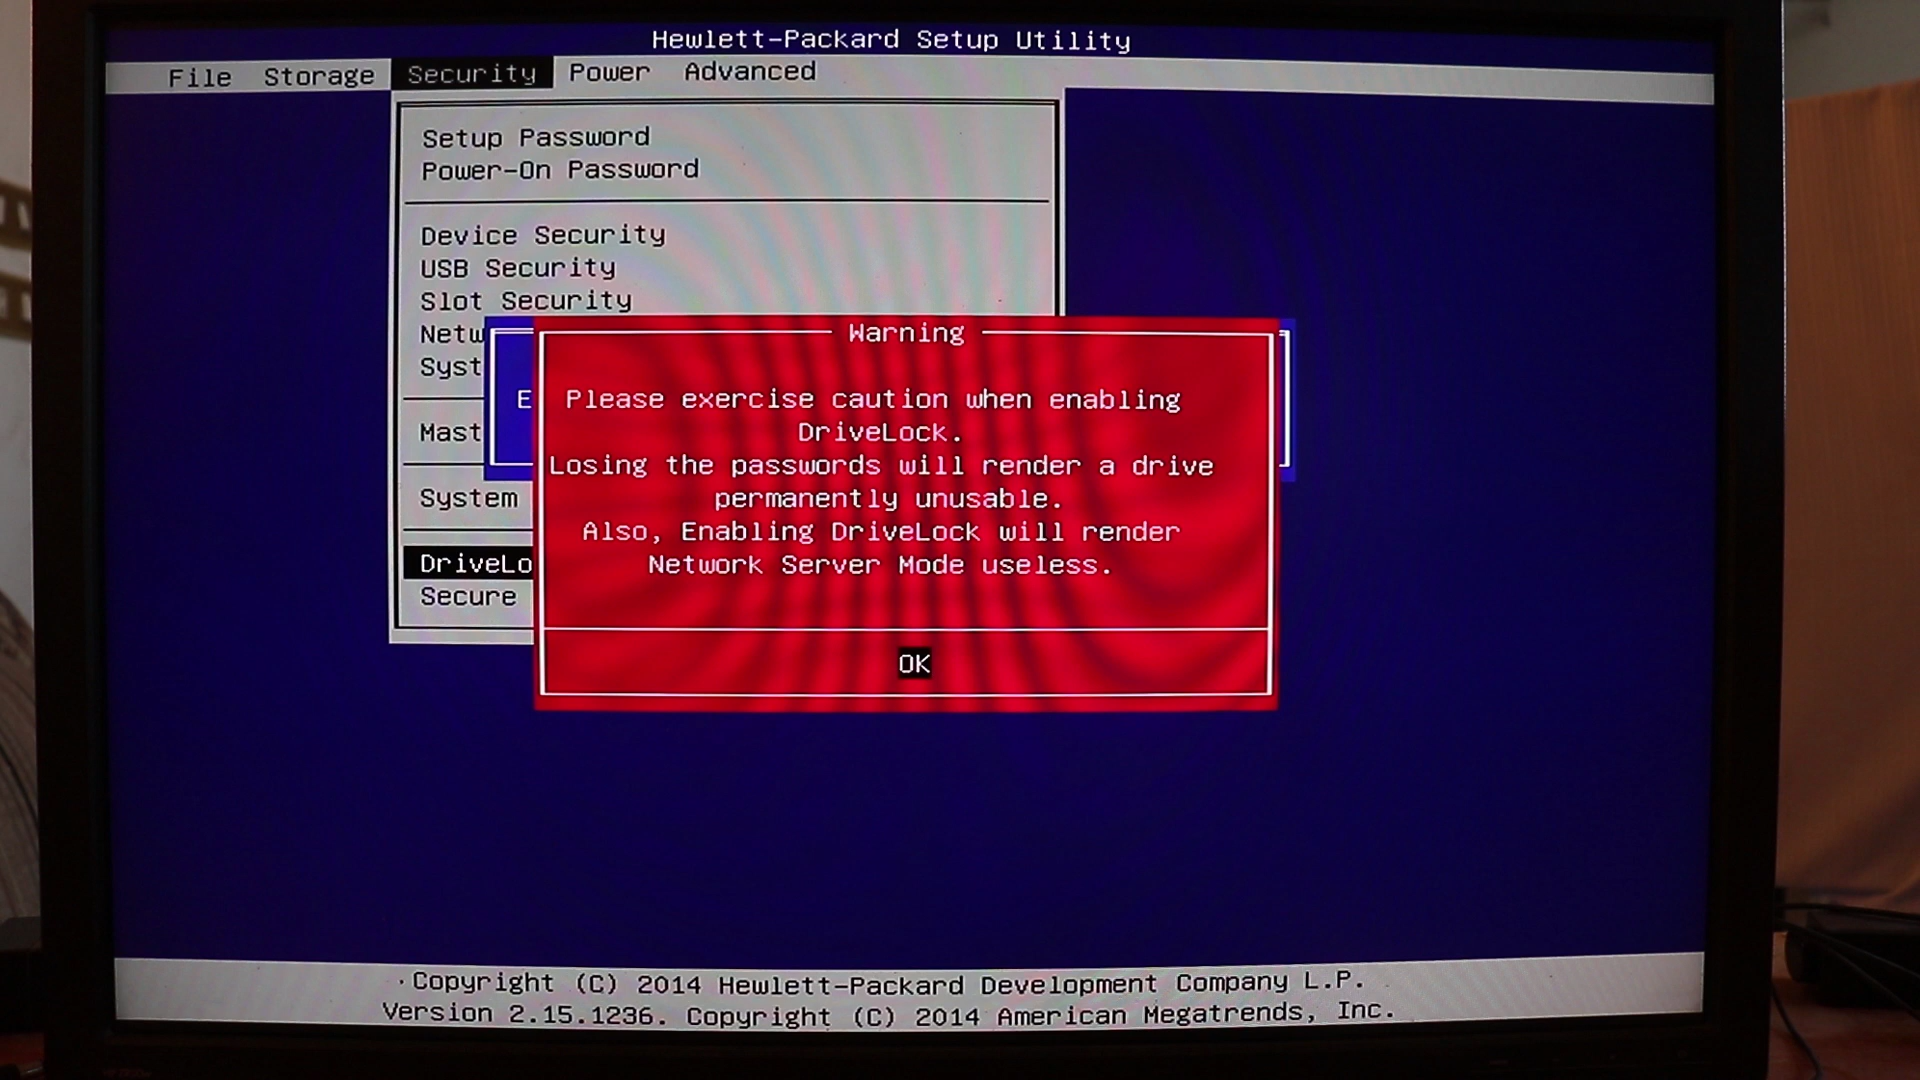 Hewlett-Packard Setup Utility
File Storage Security Power Advanced
Setup Password
Power-On Password
Device Security
USB Security
Slot Security
Netw
Syst
Mast
System
DriveLo
Secure
E
Warning
Please exercise caution when enabling
DriveLock.
Losing the passwords will render a drive
permanently unusable.
Also, Enabling DriveLock will render
Network Server Mode useless.
OK
Copyright (C) 2014 Hewlett-Packard Development Company L.P.
Version 2.15.1236. Copyright (C) 2014 American Megatrends, Inc.